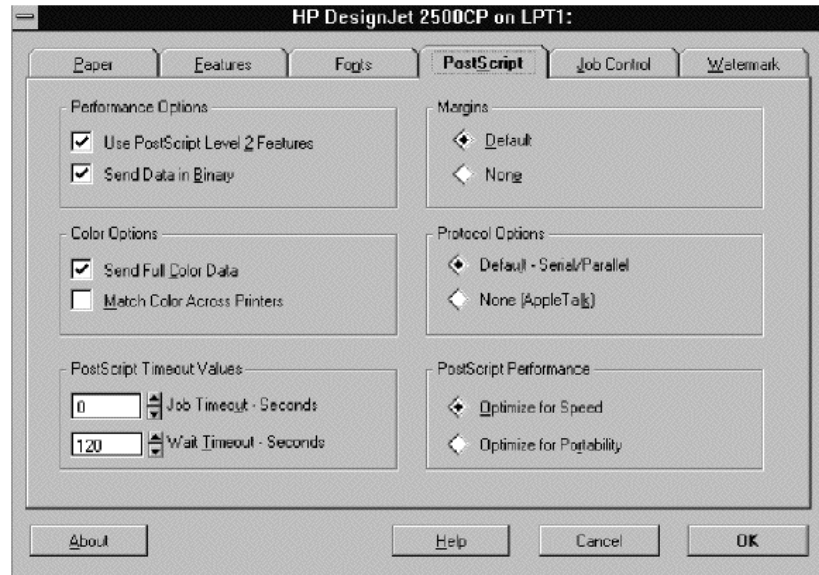 HP DesignJet 2500CP on LPT1:
Paper Features Fonts PostScript Job Control Watermark
Performance Options
Use PostScript Level 2 Features
Send Data in Binary
Margins
Default
None
Color Options
Send Full Color Data
Match Color Across Printers
Protocol Options
Default - Serial/Parallel
None (AppleTalk)
PostScript Timeout Values
0 Job Timeout - Seconds
120 Wait Timeout - Seconds
PostScript Performance
Optimize for Speed
Optimize for Portability
About Help Cancel OK